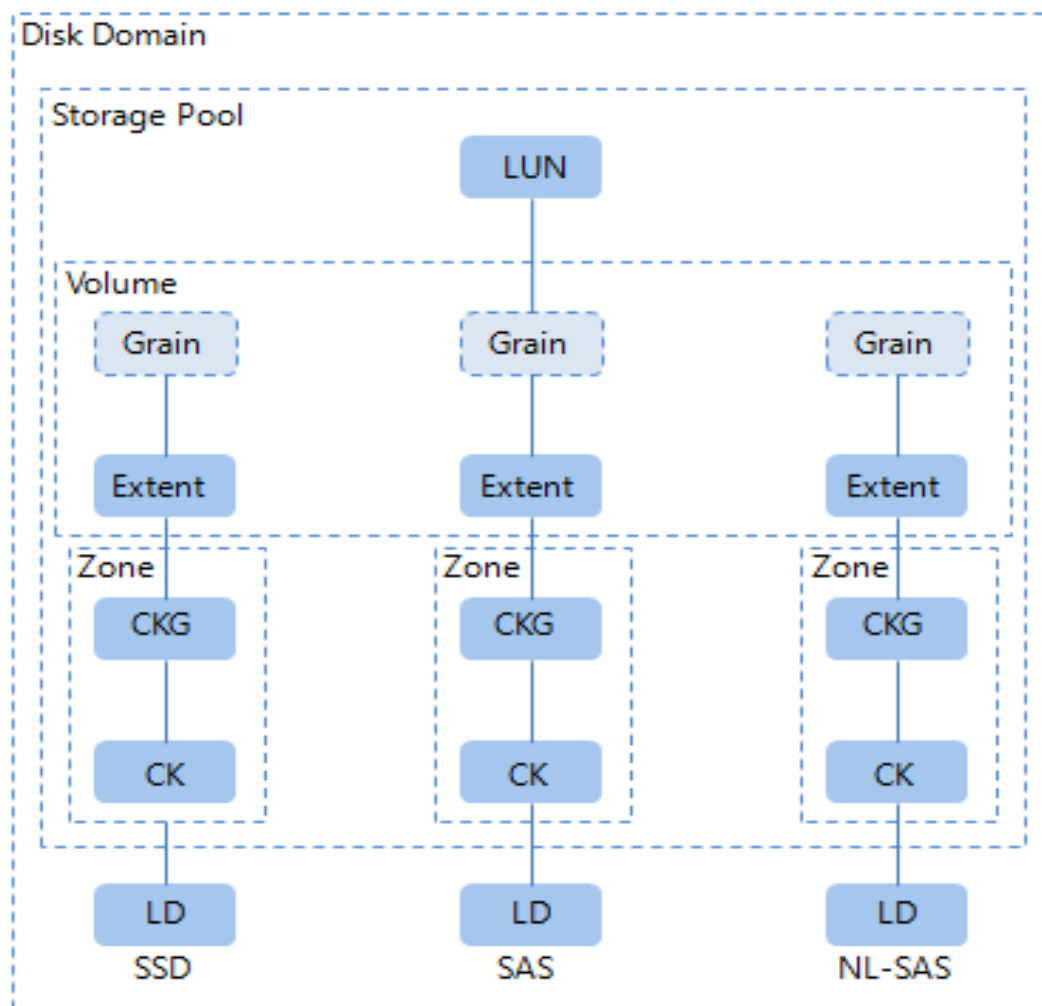 Disk Domain
Storage Pool
LUN
Volume
Grain Grain Grain
Extent Extent Extent
Zone Zone Zone
CKG CKG CKG
CK CK CK
LD LD LD
SSD SAS NL-SAS